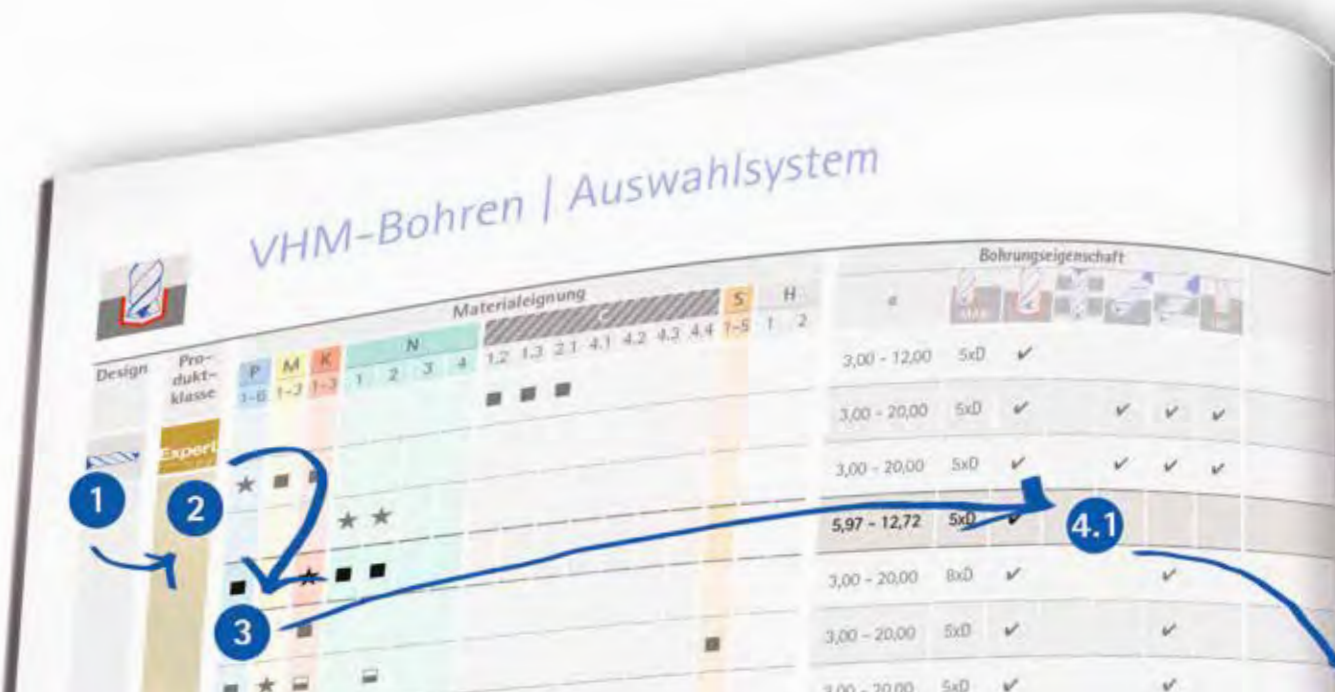 VHM-Bohren | Auswahlsystem
Materialeignung
Bohrungseigenschaft
Design
Pro-
dukt-
klasse
P M K N C S H
1-6 1-3 1-3 1 2 3 4 1.2 1.3 2.1 4.1 4.2 4.3 4.4 1-5 1 2
Expert
3,00 - 12,00 5xD ✔
3,00 - 20,00 5xD ✔ ✔ ✔ ✔
3,00 - 20,00 5xD ✔ ✔ ✔ ✔
5,97 - 12,72 5xD ✔
3,00 - 20,00 8xD ✔ ✔
3,00 - 20,00 5xD ✔ ✔
3,00 - 20,00 5xD ✔ ✔
1
2
3
4.1